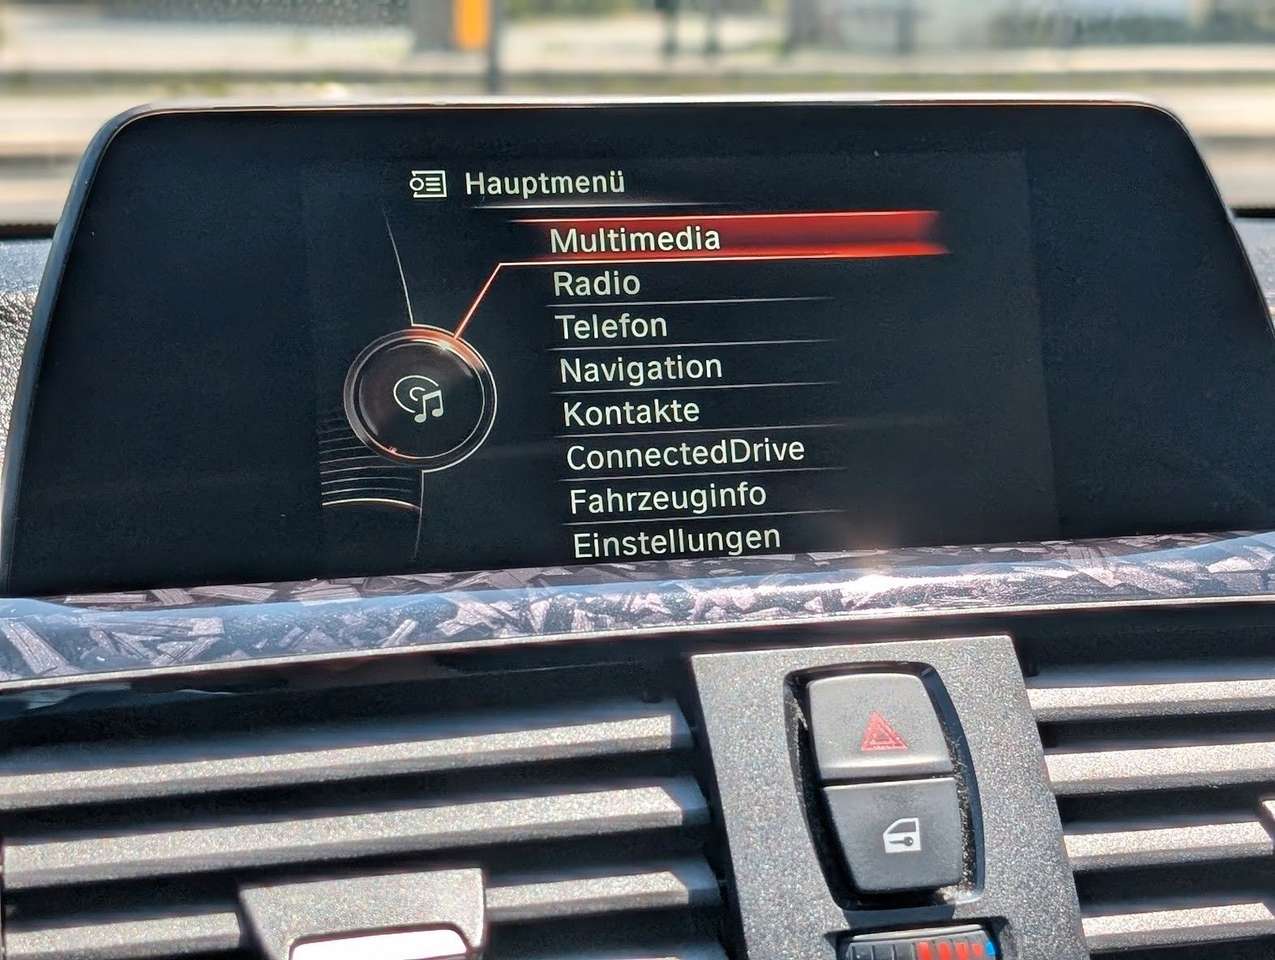 Hauptmenü
Multimedia
Radio
Telefon
Navigation
Kontakte
ConnectedDrive
Fahrzeuginfo
Einstellungen